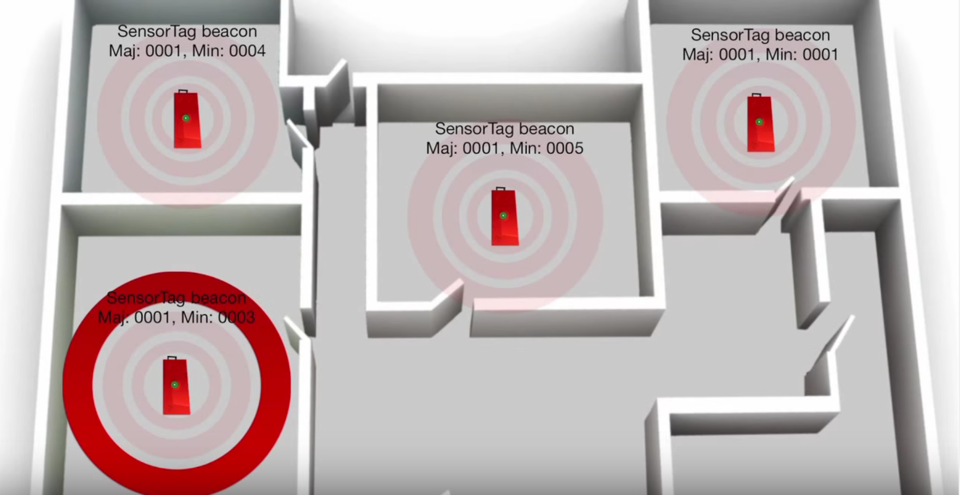 SensorTag beacon
Maj: 0001, Min: 0004
SensorTag beacon
Maj: 0001, Min: 0001
SensorTag beacon
Maj: 0001, Min: 0005
SensorTag beacon
Maj: 0001, Min: 0003